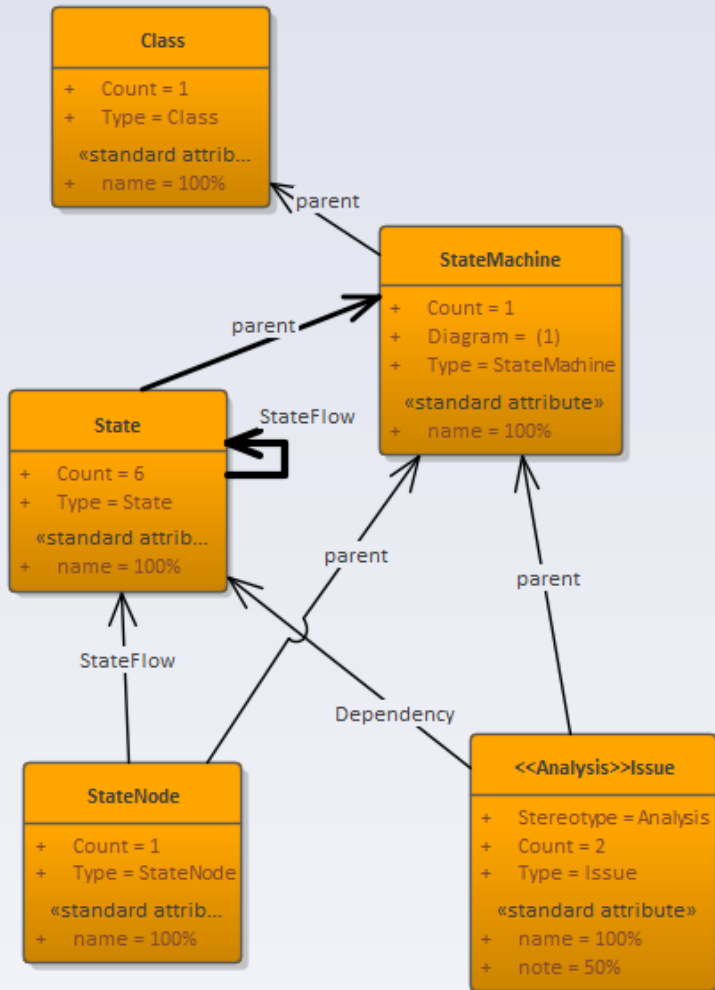 Class
+ Count = 1
+ Type = Class
«standard attrib...
+ name = 100%
parent
StateMachine
+ Count = 1
+ Diagram = (1)
+ Type = StateMachine
«standard attribute»
+ name = 100%
parent
State
+ Count = 6
+ Type = State
«standard attrib...
+ name = 100%
StateFlow
parent
parent
StateFlow
Dependency
StateNode
+ Count = 1
+ Type = StateNode
«standard attrib...
+ name = 100%
<<Analysis>>Issue
+ Stereotype = Analysis
+ Count = 2
+ Type = Issue
«standard attribute»
+ name = 100%
+ note = 50%